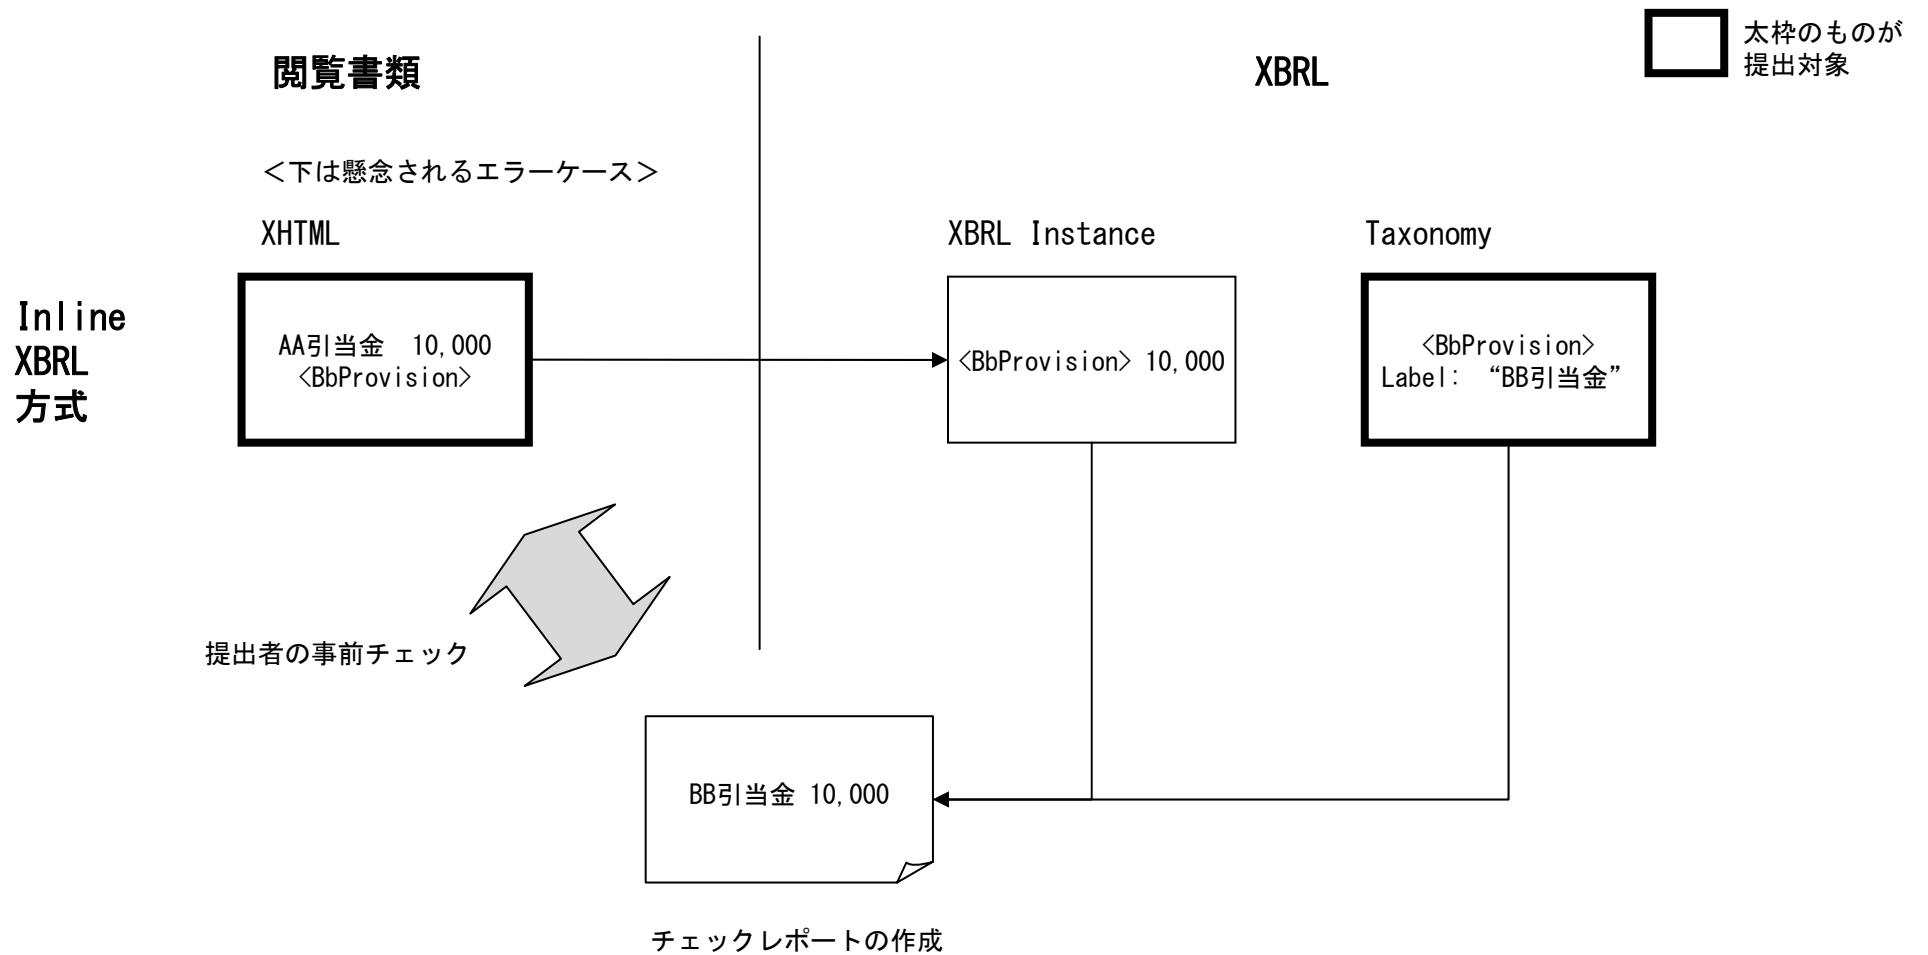 太枠のものが
提出対象
閲覧書類
XBRL
＜下は懸念されるエラーケース＞
XHTML
XBRL Instance
Taxonomy
Inline
XBRL
方式
AA引当金 10,000
<BbProvision>
<BbProvision> 10,000
<BbProvision>
Label: “BB引当金”
提出者の事前チェック
BB引当金 10,000
チェックレポートの作成